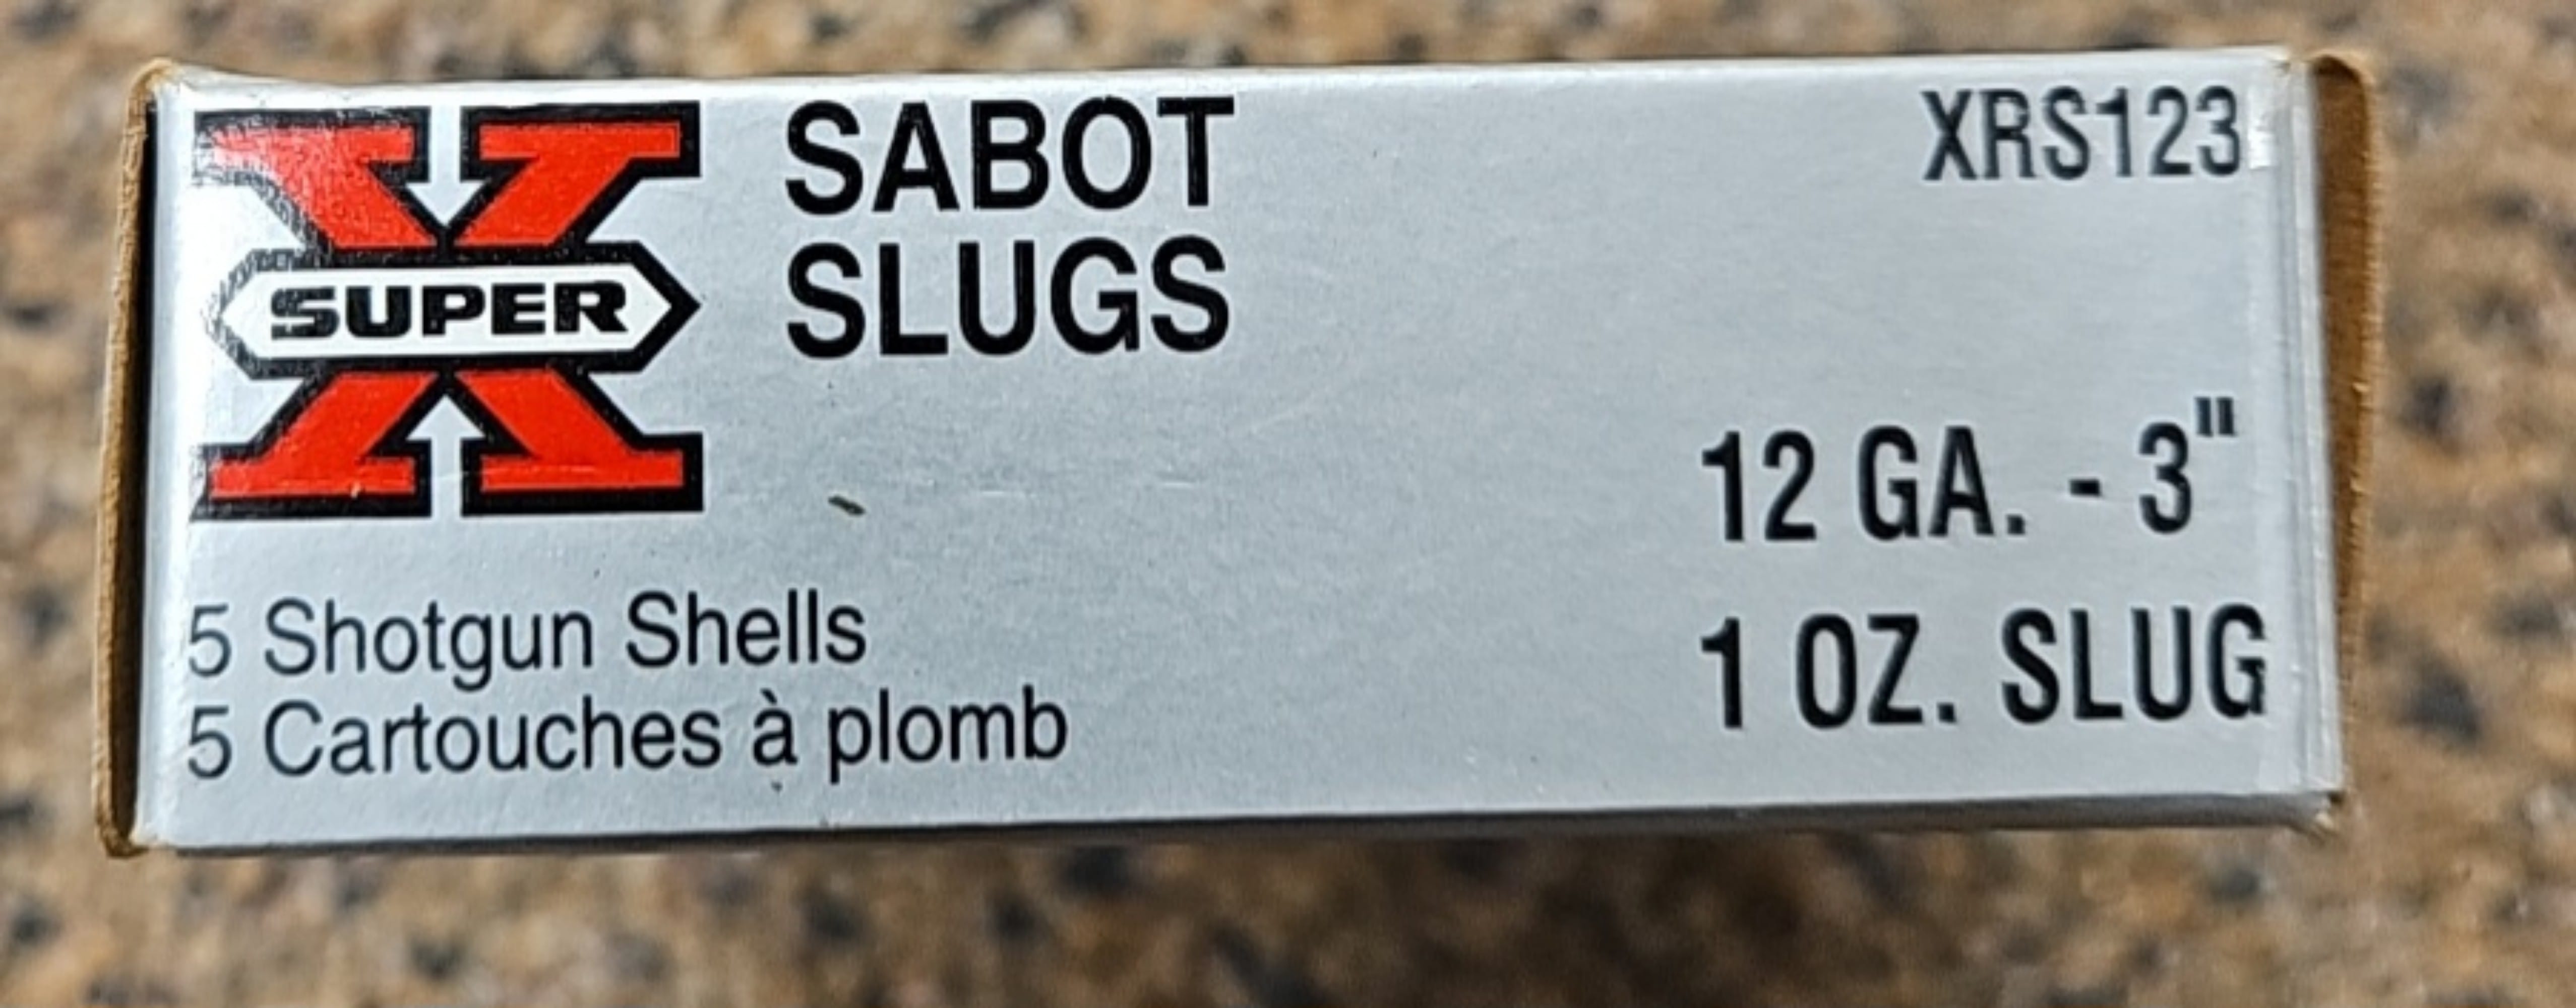 X
SUPER
SABOT
SLUGS
XRS123
12 GA. - 3"
1 OZ. SLUG
5 Shotgun Shells
5 Cartouches à plomb